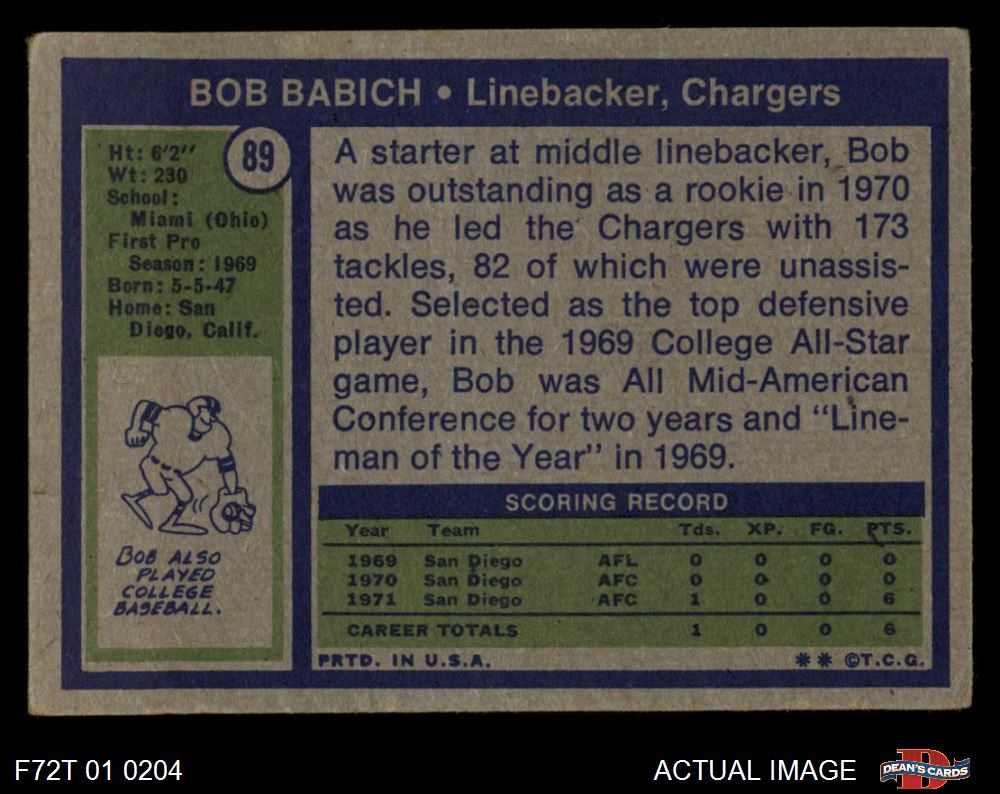 BOB BABICH • Linebacker, Chargers
89
Ht: 6'2"
Wt: 230
School:
Miami (Ohio)
First Pro
Season: 1969
Born: 5-5-47
Home: San
Diego, Calif.
BOB ALSO
PLAYED
COLLEGE
BASEBALL.
A starter at middle linebacker, Bob
was outstanding as a rookie in 1970
as he led the Chargers with 173
tackles, 82 of which were unassis-
ted. Selected as the top defensive
player in the 1969 College All-Star
game, Bob was All Mid-American
Conference for two years and "Line-
man of the Year" in 1969.
SCORING RECORD
Year Team Tds. XP. FG. PTS.
1969 San Diego AFL 0 0 0 0
1970 San Diego AFC 0 0 0 0
1971 San Diego AFC 1 0 0 6
CAREER TOTALS 1 0 0 6
PRTD. IN U.S.A. ** ©T.C.G.
F72T 01 0204 ACTUAL IMAGE D DEAN'S CARDS